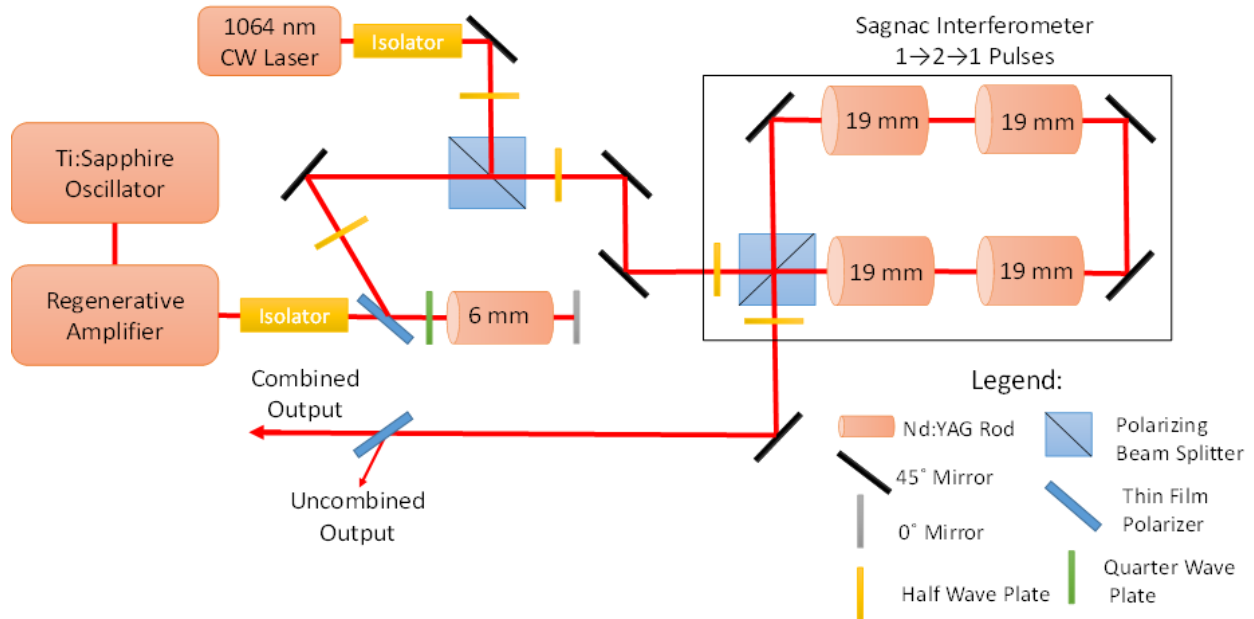 1064 nm
CW Laser
Isolator
Sagnac Interferometer
1→2→1 Pulses
19 mm
19 mm
Ti:Sapphire
Oscillator
19 mm
19 mm
Regenerative
Amplifier
Isolator
6 mm
Combined
Output
Uncombined
Output
Legend:
Nd:YAG Rod
Polarizing
Beam Splitter
45° Mirror
Thin Film
Polarizer
0° Mirror
Half Wave Plate
Quarter Wave
Plate